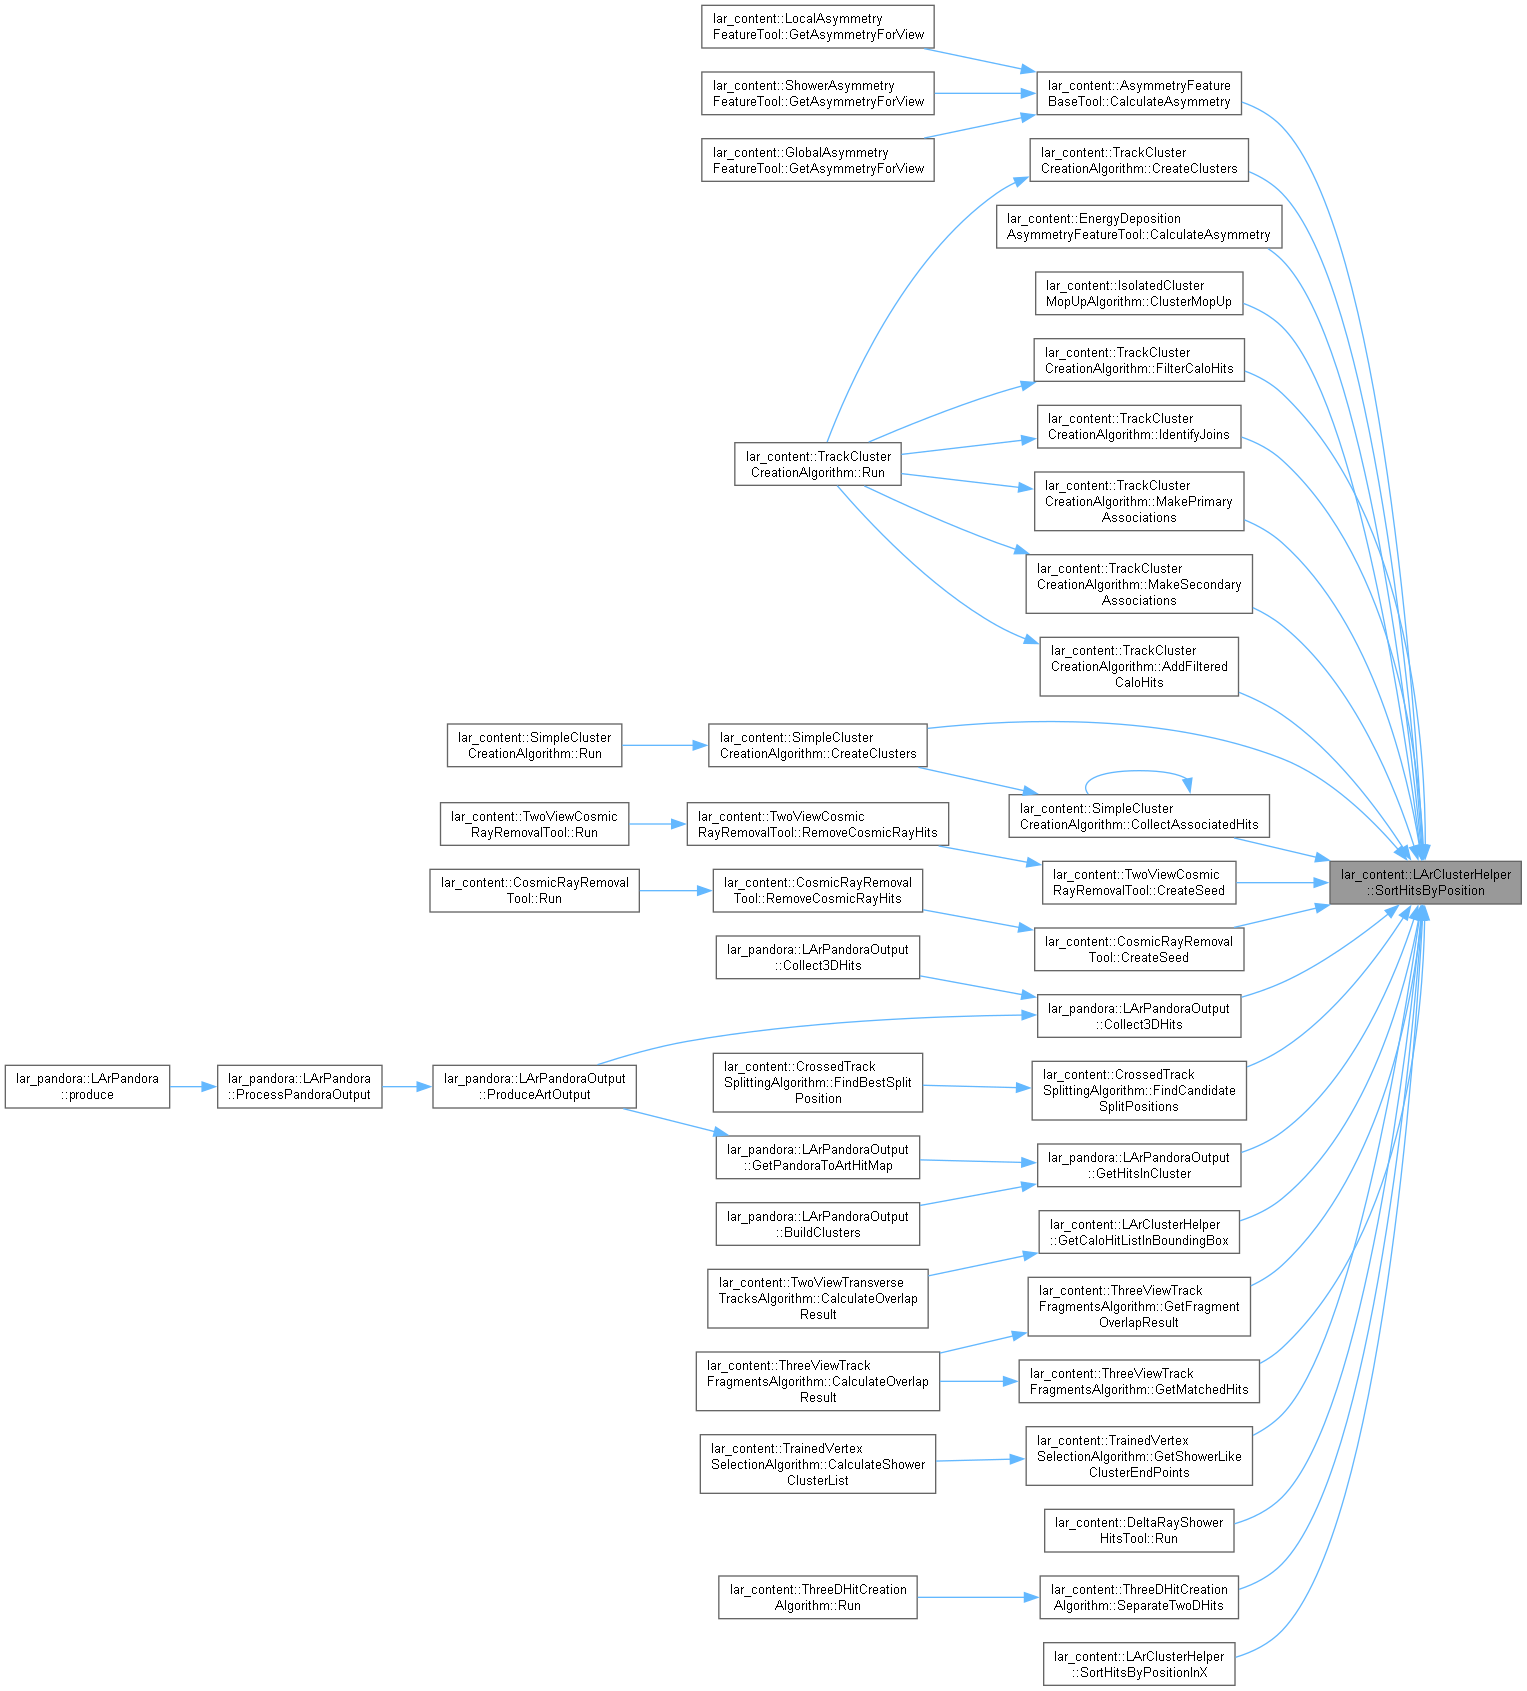 lar_content::LocalAsymmetry
FeatureTool::GetAsymmetryForView
lar_content::ShowerAsymmetry
FeatureTool::GetAsymmetryForView
lar_content::AsymmetryFeature
BaseTool::CalculateAsymmetry
lar_content::GlobalAsymmetry
FeatureTool::GetAsymmetryForView
lar_content::TrackCluster
CreationAlgorithm::CreateClusters
lar_content::EnergyDeposition
AsymmetryFeatureTool::CalculateAsymmetry
lar_content::IsolatedCluster
MopUpAlgorithm::ClusterMopUp
lar_content::TrackCluster
CreationAlgorithm::FilterCaloHits
lar_content::TrackCluster
CreationAlgorithm::IdentifyJoins
lar_content::TrackCluster
CreationAlgorithm::Run
lar_content::TrackCluster
CreationAlgorithm::MakePrimary
Associations
lar_content::TrackCluster
CreationAlgorithm::MakeSecondary
Associations
lar_content::TrackCluster
CreationAlgorithm::AddFiltered
CaloHits
lar_content::SimpleCluster
CreationAlgorithm::Run
lar_content::SimpleCluster
CreationAlgorithm::CreateClusters
lar_content::SimpleCluster
CreationAlgorithm::CollectAssociatedHits
lar_content::TwoViewCosmic
RayRemovalTool::Run
lar_content::TwoViewCosmic
RayRemovalTool::RemoveCosmicRayHits
lar_content::TwoViewCosmic
RayRemovalTool::CreateSeed
lar_content::LArClusterHelper
::SortHitsByPosition
lar_content::CosmicRayRemoval
Tool::Run
lar_content::CosmicRayRemoval
Tool::RemoveCosmicRayHits
lar_content::CosmicRayRemoval
Tool::CreateSeed
lar_pandora::LArPandoraOutput
::Collect3DHits
lar_pandora::LArPandoraOutput
::Collect3DHits
lar_pandora::LArPandora
::produce
lar_pandora::LArPandora
::ProcessPandoraOutput
lar_pandora::LArPandoraOutput
::ProduceArtOutput
lar_content::CrossedTrack
SplittingAlgorithm::FindBestSplit
Position
lar_content::CrossedTrack
SplittingAlgorithm::FindCandidate
SplitPositions
lar_pandora::LArPandoraOutput
::GetPandoraToArtHitMap
lar_pandora::LArPandoraOutput
::GetHitsInCluster
lar_pandora::LArPandoraOutput
::BuildClusters
lar_content::LArClusterHelper
::GetCaloHitListInBoundingBox
lar_content::TwoViewTransverse
TracksAlgorithm::CalculateOverlap
Result
lar_content::ThreeViewTrack
FragmentsAlgorithm::GetFragment
OverlapResult
lar_content::ThreeViewTrack
FragmentsAlgorithm::CalculateOverlap
Result
lar_content::ThreeViewTrack
FragmentsAlgorithm::GetMatchedHits
lar_content::TrainedVertex
SelectionAlgorithm::CalculateShower
ClusterList
lar_content::TrainedVertex
SelectionAlgorithm::GetShowerLike
ClusterEndPoints
lar_content::DeltaRayShower
HitsTool::Run
lar_content::ThreeDHitCreation
Algorithm::Run
lar_content::ThreeDHitCreation
Algorithm::SeparateTwoDHits
lar_content::LArClusterHelper
::SortHitsByPositionInX